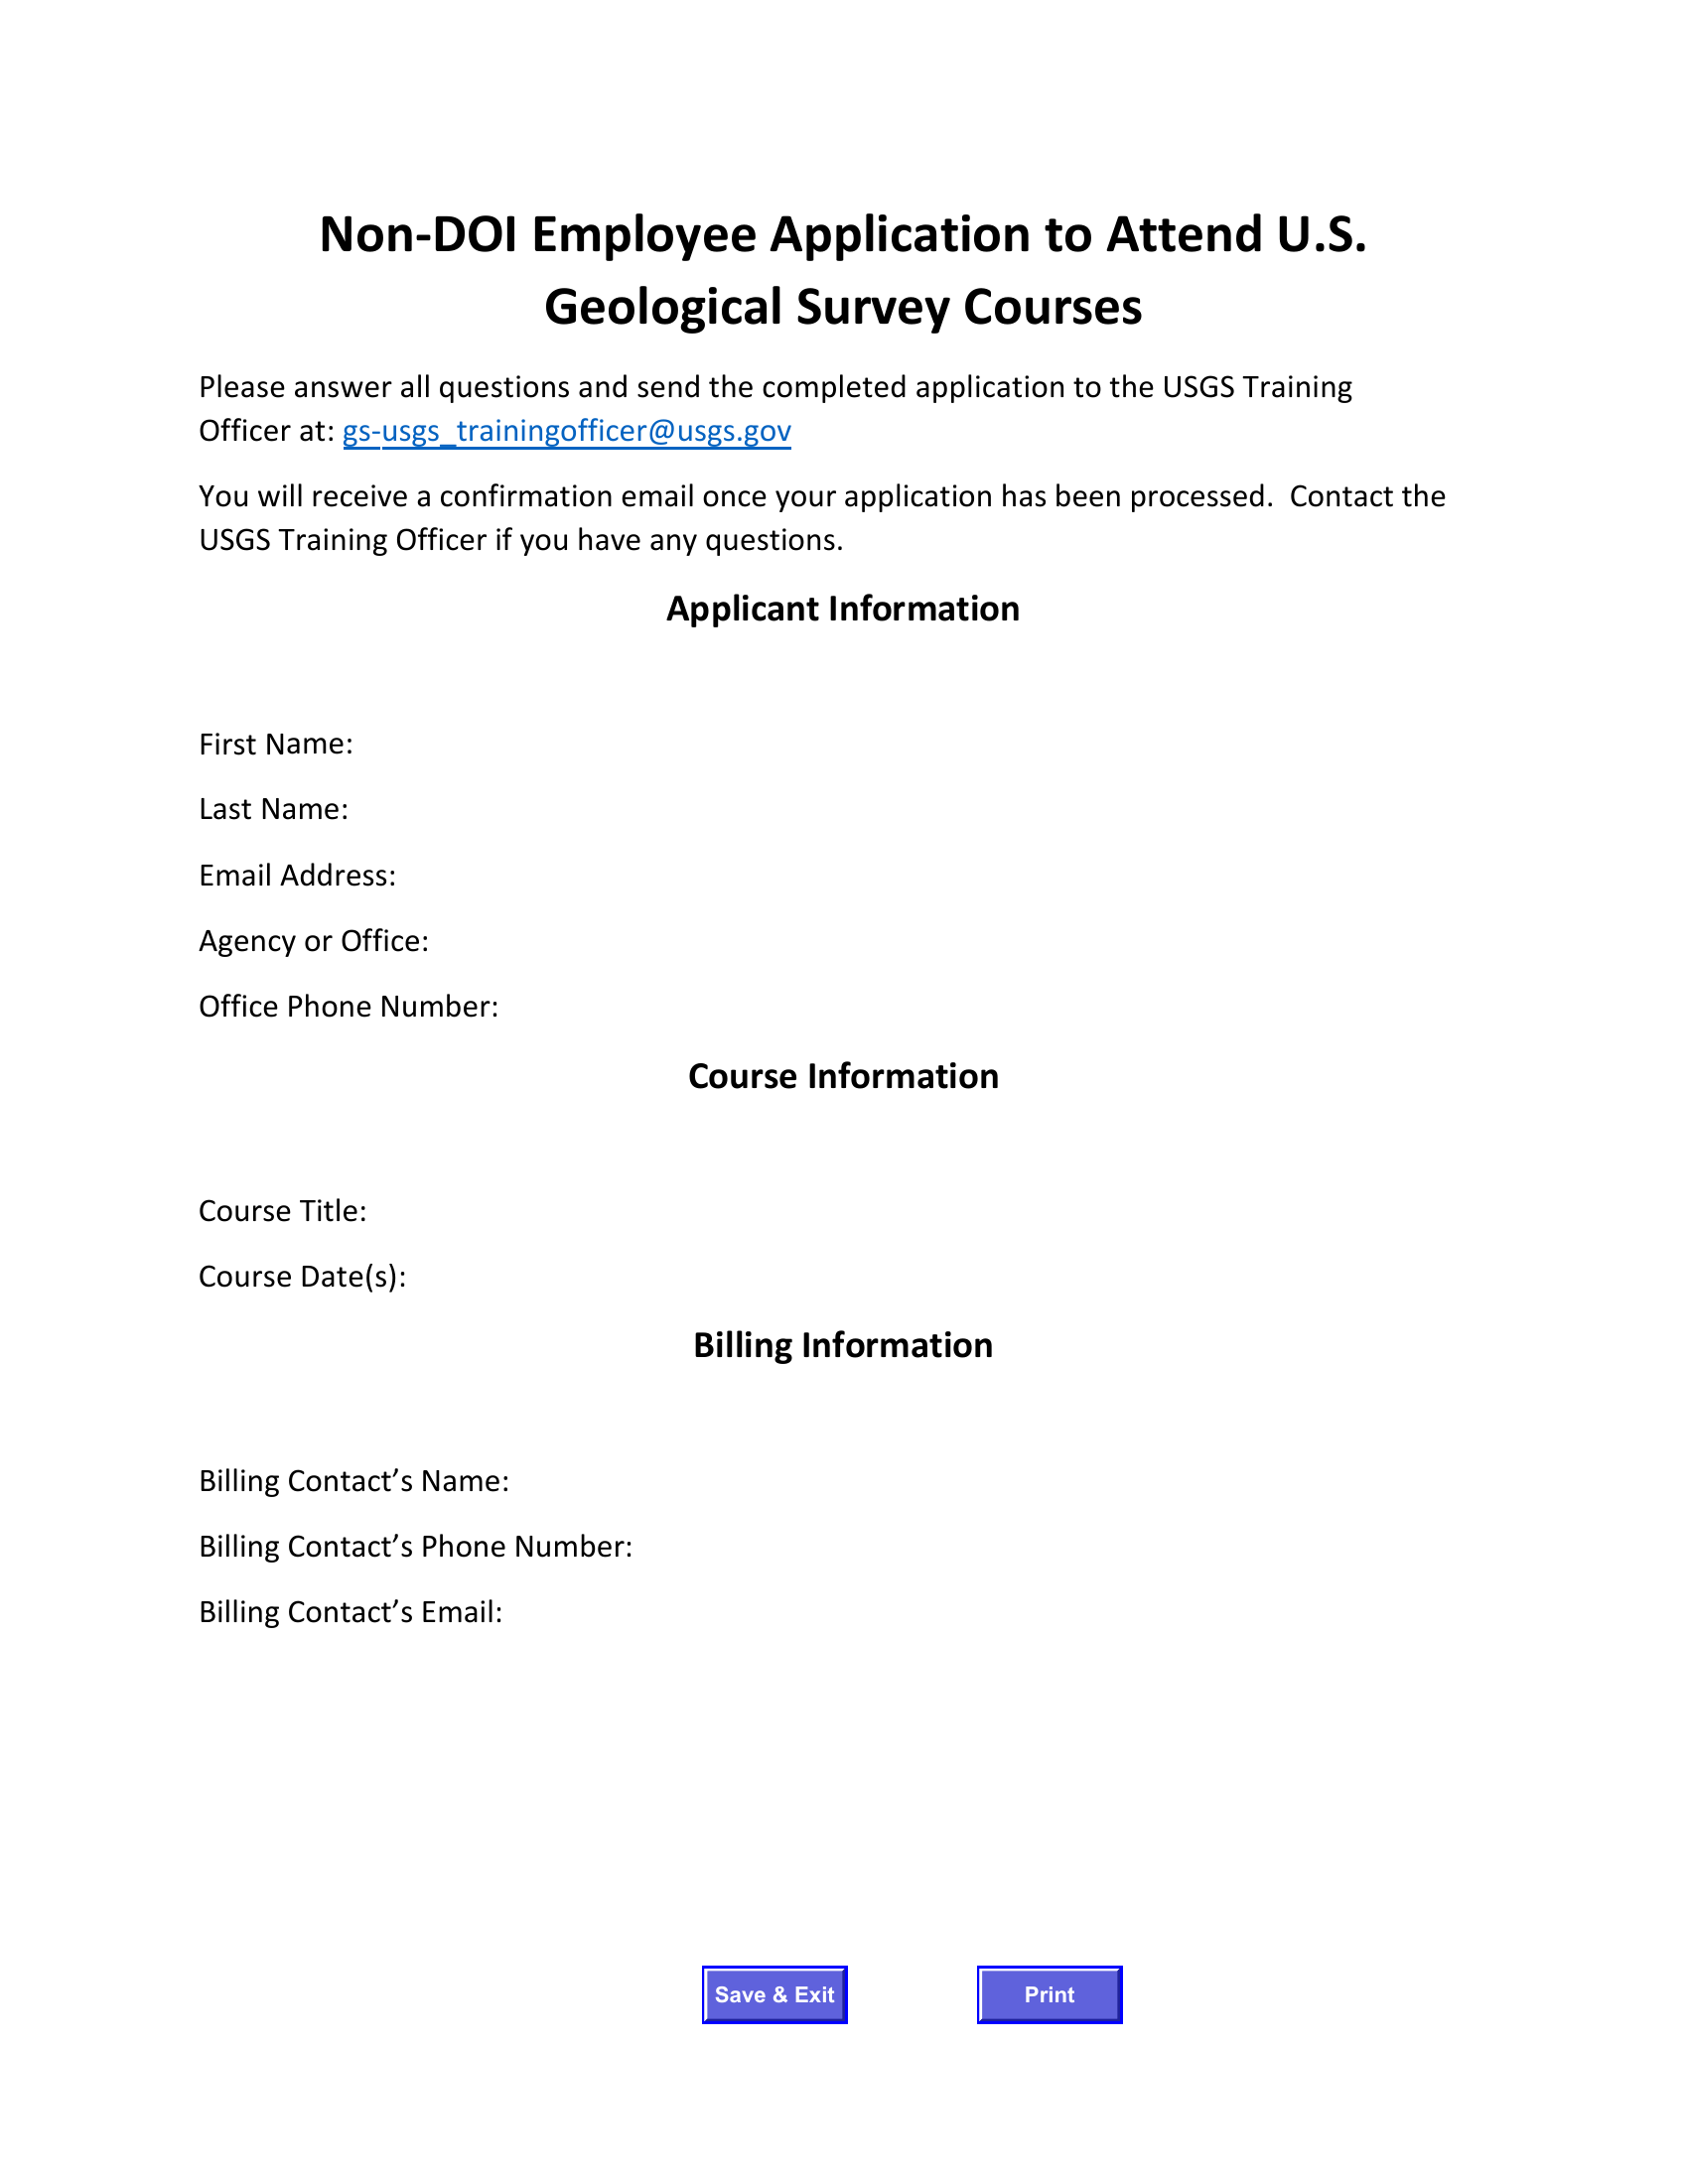 Non-DOI Employee Application to Attend U.S.
Geological Survey Courses
Please answer all questions and send the completed application to the USGS Training
Officer at: gs-usgs_trainingofficer@usgs.gov
You will receive a confirmation email once your application has been processed.  Contact the
USGS Training Officer if you have any questions.
Applicant Information
First Name:
Last Name:
Email Address:
Agency or Office:
Office Phone Number:
Course Information
Course Title:
Course Date(s):
Billing Information
Billing Contact’s Name:
Billing Contact’s Phone Number:
Billing Contact’s Email:
Save & Exit
Print